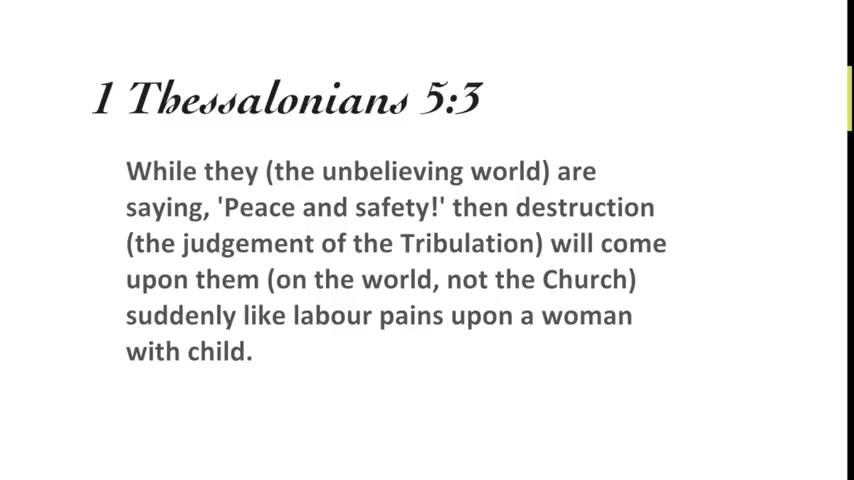 1 Thessalonians 5:3
While they (the unbelieving world) are
saying, 'Peace and safety!' then destruction
(the judgement of the Tribulation) will come
upon them (on the world, not the Church)
suddenly like labour pains upon a woman
with child.